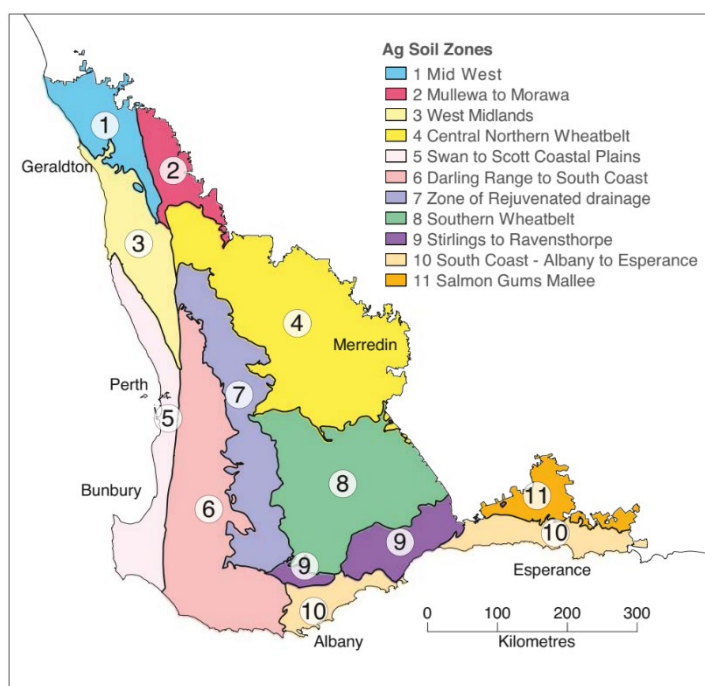 Ag Soil Zones
1 Mid West
2 Mullewa to Morawa
3 West Midlands
4 Central Northern Wheatbelt
5 Swan to Scott Coastal Plains
6 Darling Range to South Coast
7 Zone of Rejuvenated drainage
8 Southern Wheatbelt
9 Stirlings to Ravensthorpe
10 South Coast - Albany to Esperance
11 Salmon Gums Mallee
1
Geraldton
2
3
4
Merredin
Perth
7
5
Bunbury
8
11
6
10
9
9
Esperance
10
Albany
0 100 200 300
Kilometres